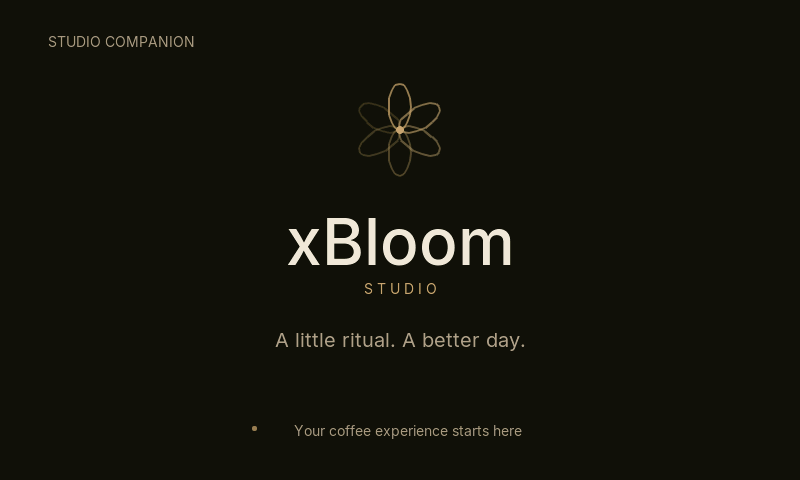 STUDIO COMPANION
xBloom
STUDIO
A little ritual. A better day.
Your coffee experience starts here